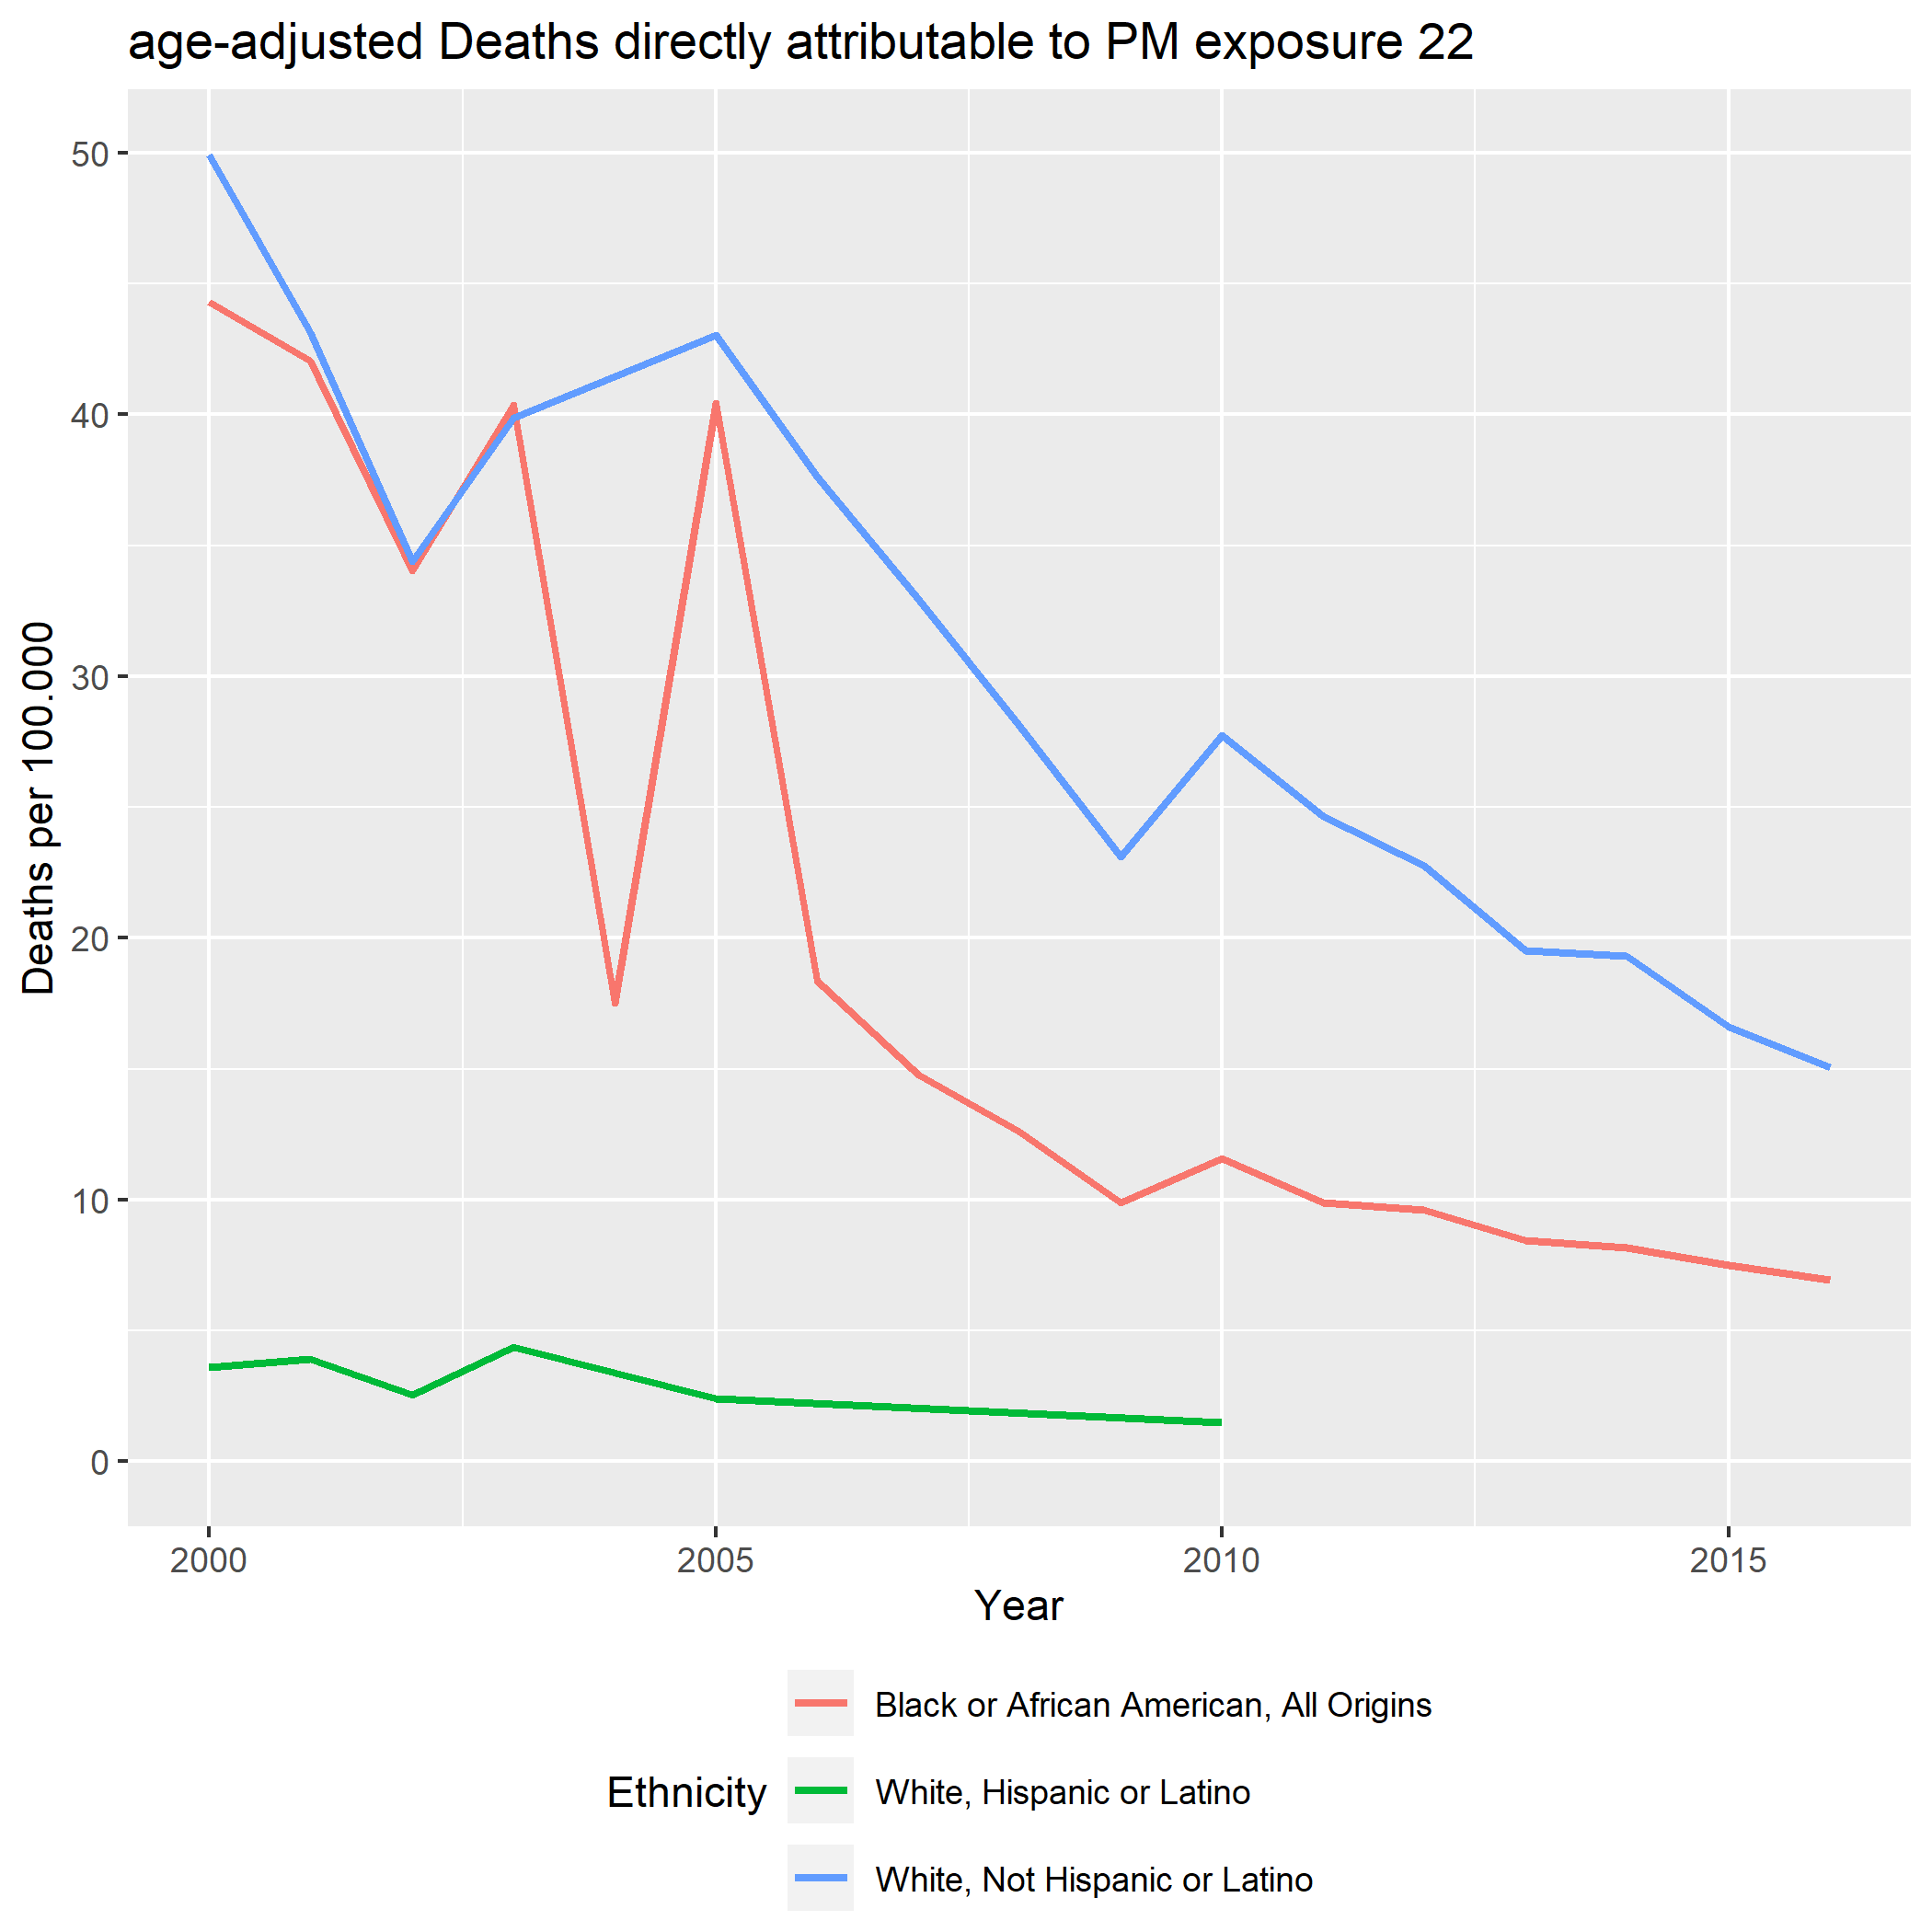 age-adjusted Deaths directly attributable to PM exposure 22
Deaths per 100.000
50
40
30
20
10
0
2000 2005 2010 2015
Year
Ethnicity
Black or African American, All Origins
White, Hispanic or Latino
White, Not Hispanic or Latino